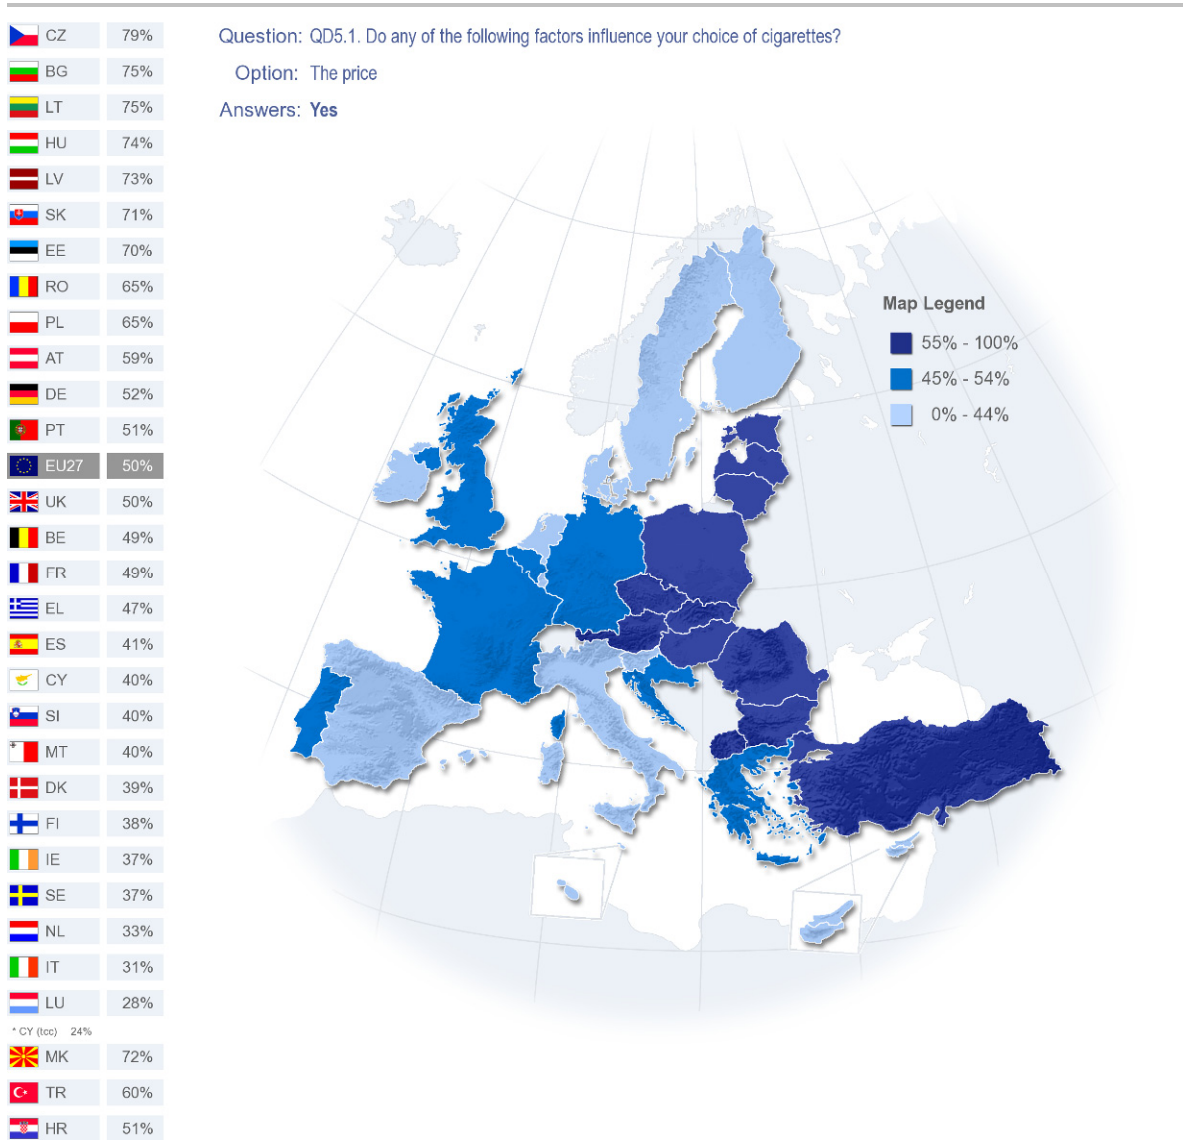 CZ 79%
BG 75%
LT 75%
HU 74%
LV 73%
SK 71%
EE 70%
RO 65%
PL 65%
AT 59%
DE 52%
PT 51%
EU27 50%
UK 50%
BE 49%
FR 49%
EL 47%
ES 41%
CY 40%
SI 40%
MT 40%
DK 39%
FI 38%
IE 37%
SE 37%
NL 33%
IT 31%
LU 28%
* CY (tcc) 24%
MK 72%
TR 60%
HR 51%
Question: QD5.1. Do any of the following factors influence your choice of cigarettes?
Option: The price
Answers: Yes
Map Legend
55% - 100%
45% - 54%
0% - 44%